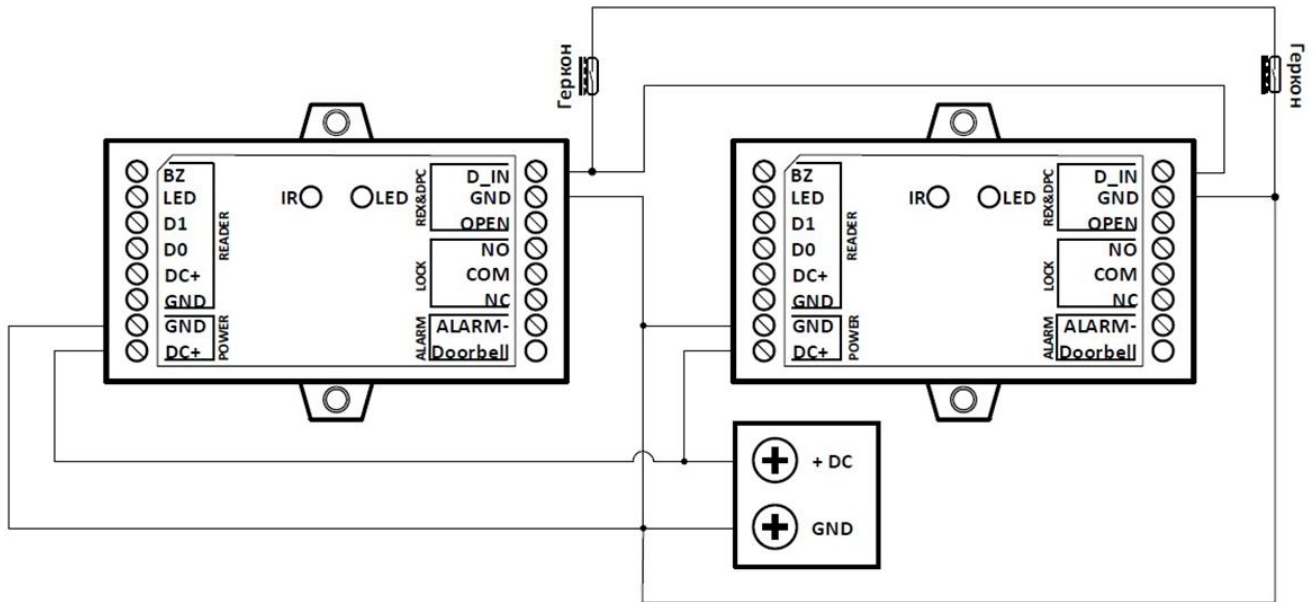 Геркон
Геркон
BZ
LED
D1
D0
DC+
GND
READER
GND
DC+
POWER
IR
LED
D_IN
GND
OPEN
REX&DPC
NO
COM
NC
LOCK
ALARM-
Doorbell
ALARM
BZ
LED
D1
D0
DC+
GND
READER
GND
DC+
POWER
IR
LED
D_IN
GND
OPEN
REX&DPC
NO
COM
NC
LOCK
ALARM-
Doorbell
ALARM
+ DC
GND